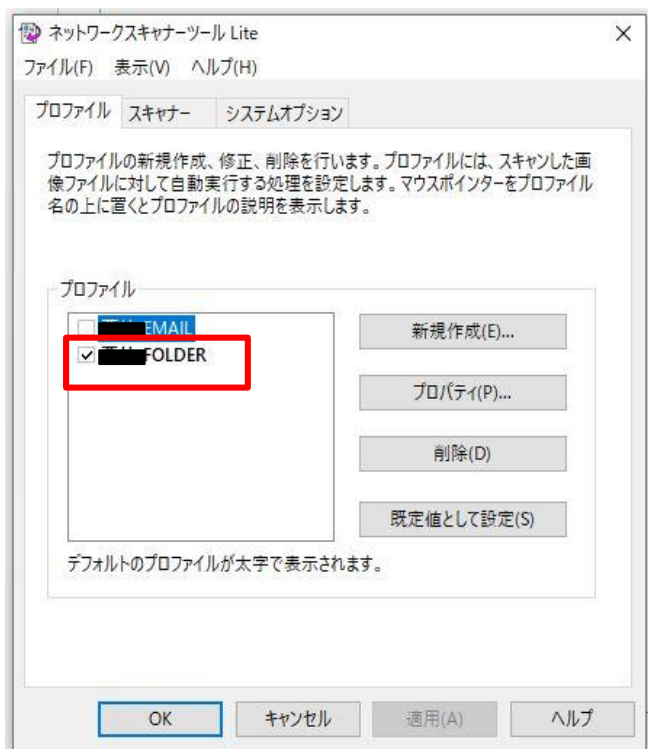 ネットワークスキャナーツール Lite
ファイル(F) 表示(V) ヘルプ(H)
プロファイル スキャナー システムオプション
プロファイルの新規作成、修正、削除を行います。プロファイルには、スキャンした画
像ファイルに対して自動実行する処理を設定します。マウスポインターをプロファイル
名の上に置くとプロファイルの説明を表示します。
プロファイル
EMAIL
FOLDER
新規作成(E)...
プロパティ(P)...
削除(D)
既定値として設定(S)
デフォルトのプロファイルが太字で表示されます。
OK キャンセル 適用(A) ヘルプ